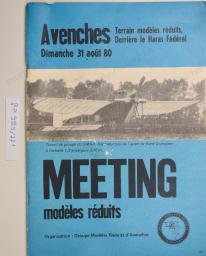 Avenches
Terrain modèles réduits,
Derrière le Haras Fédéral
Dimanche 31 août 80
MEETING
modèles réduits
Organisation : Groupe Modèles Réduits d'Avenches